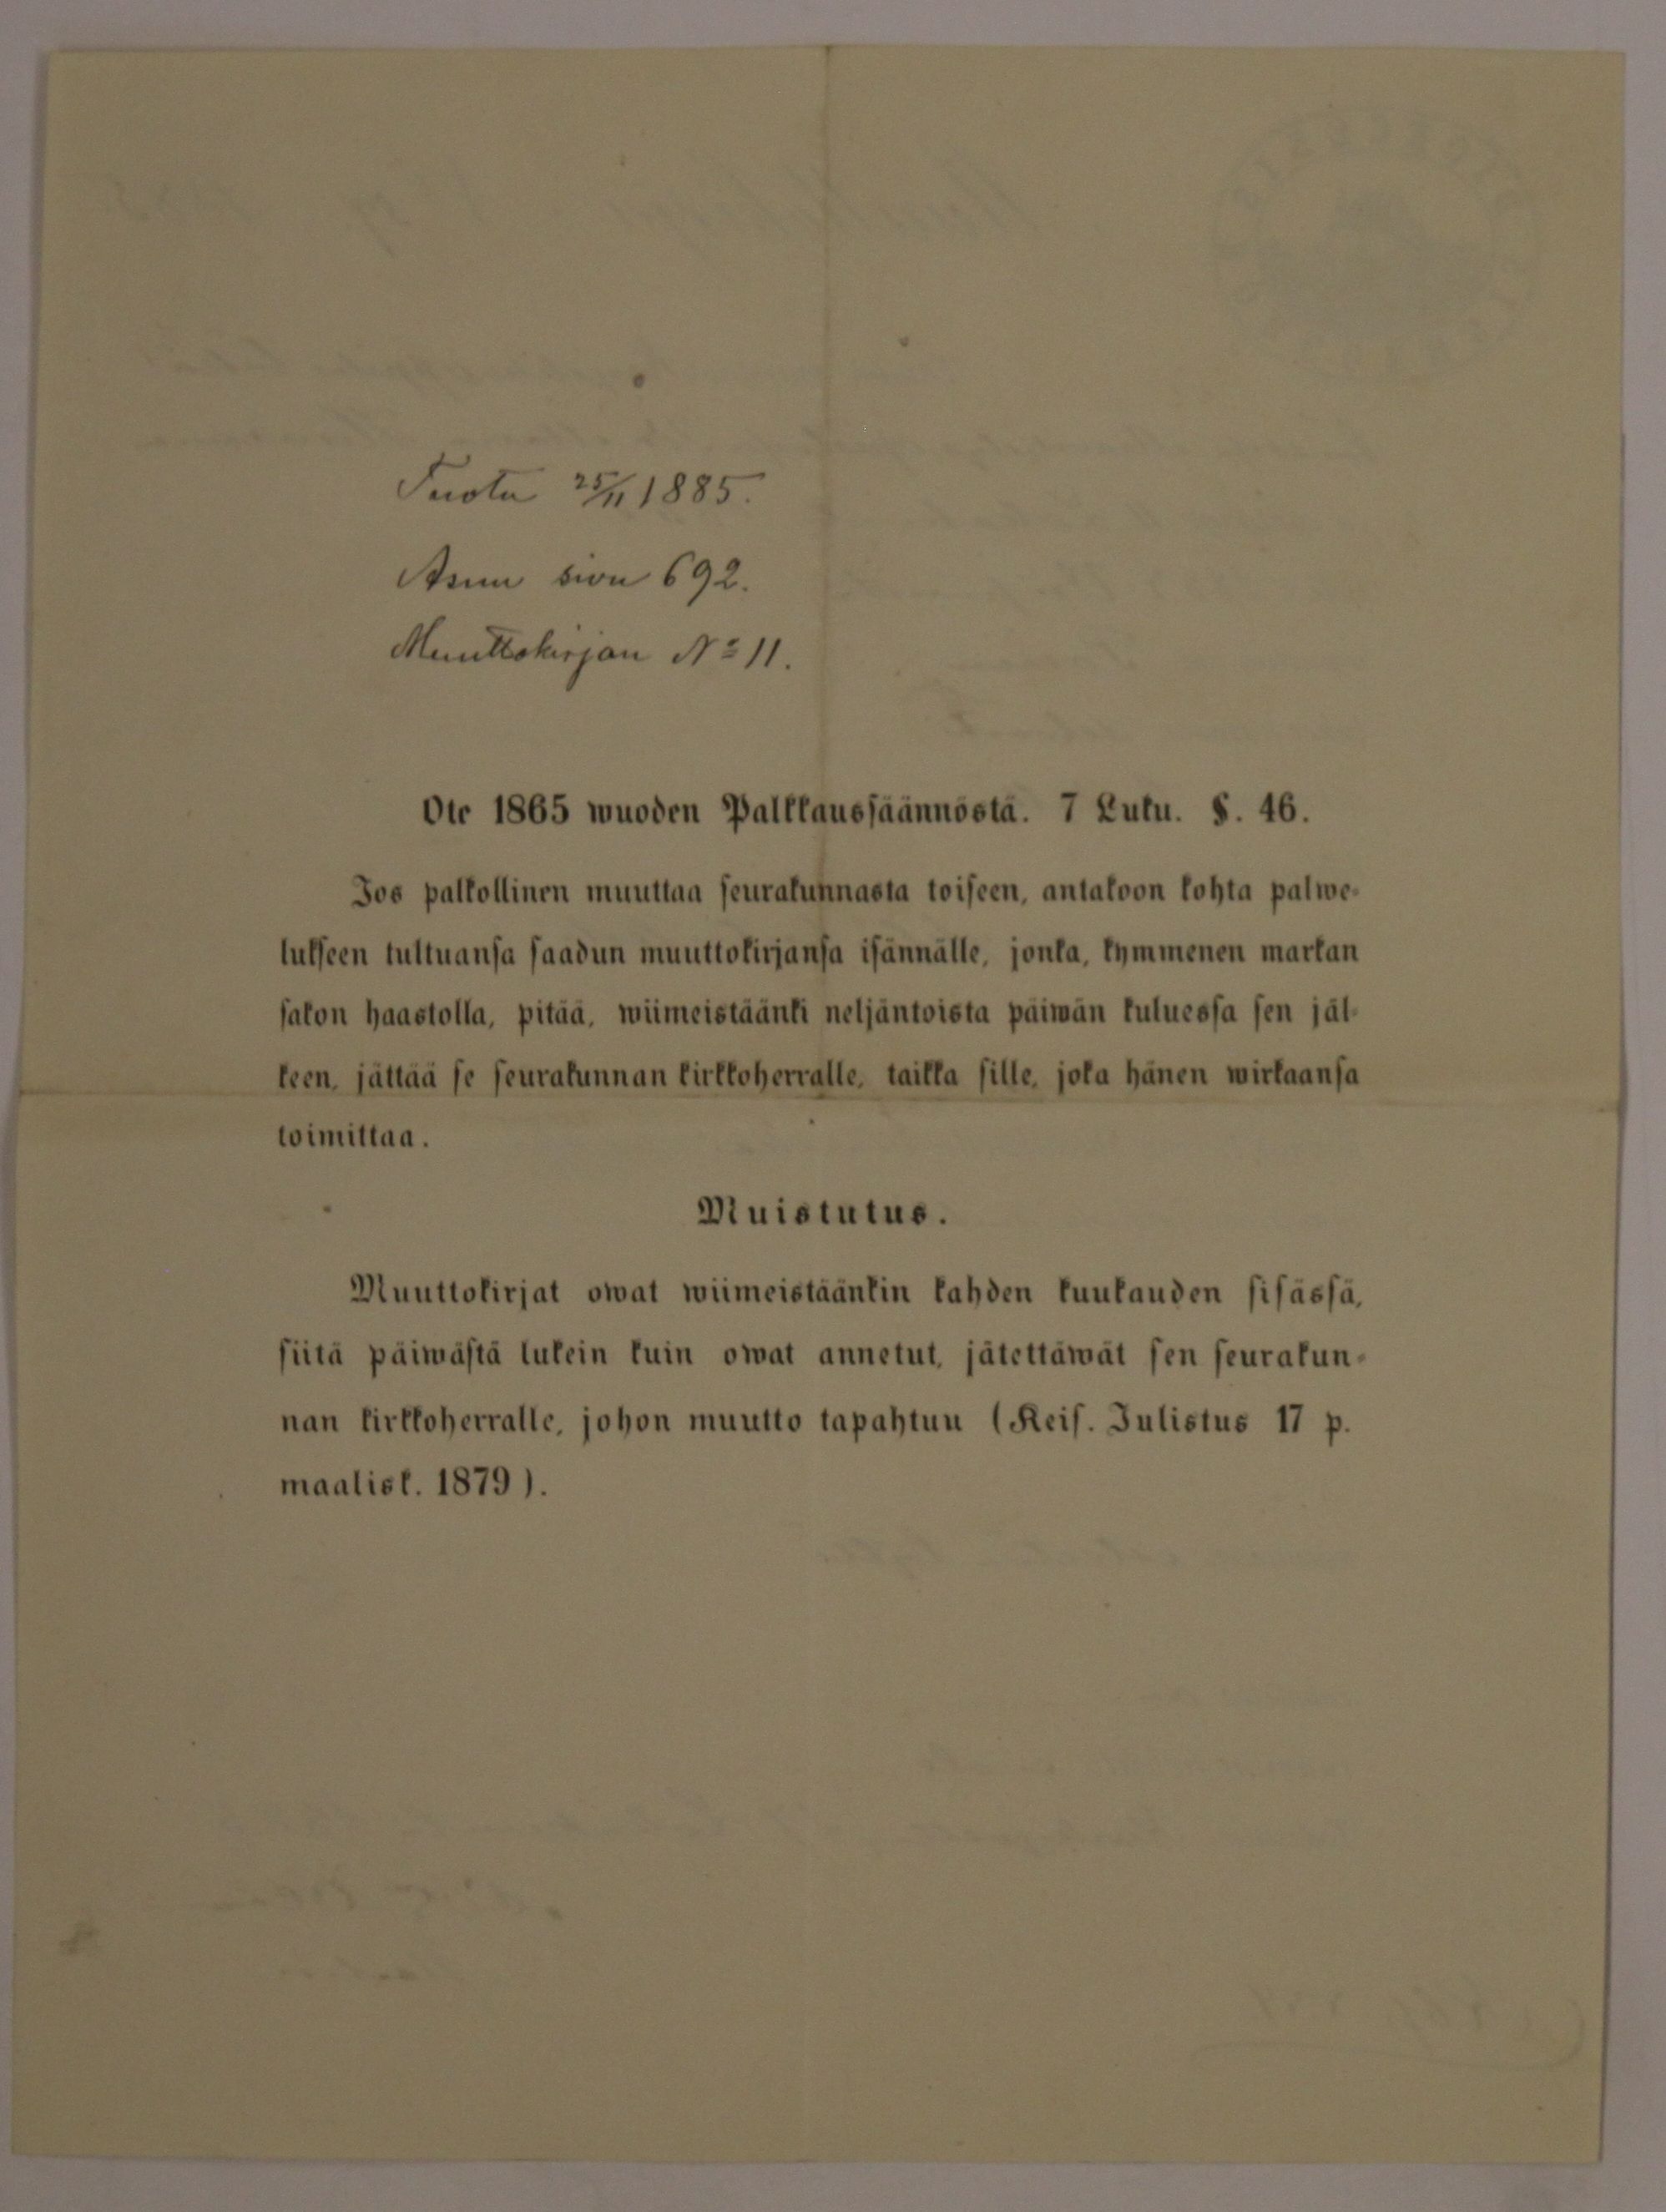 Tuotu 25/11 1885.
Asuu sivu 692.
Muuttokirjan No 11.
Ote 1865 wuoden Palkkaussäännöstä. 7 Luku. §. 46.
Jos palkollinen muuttaa seurakunnasta toiseen, antakoon kohta palwe-
lukseen tultuansa saadun muuttokirjansa isännälle, jonka, kymmenen markan
sakon haastolla, pitää, wiimeistäänki neljäntoista päiwän kuluessa sen jäl-
keen, jättää se seurakunnan kirkkoherralle, taikka sille, joka hänen wirkaansa
toimittaa.
Muistutus.
Muuttokirjat owat wiimeistäänkin kahden kuukauden sisässä,
siitä päiwästä lukein kuin owat annetut, jätettäwät sen seurakun-
nan kirkkoherralle, johon muutto tapahtuu (Keis. Julistus 17 p.
maalisk. 1879).